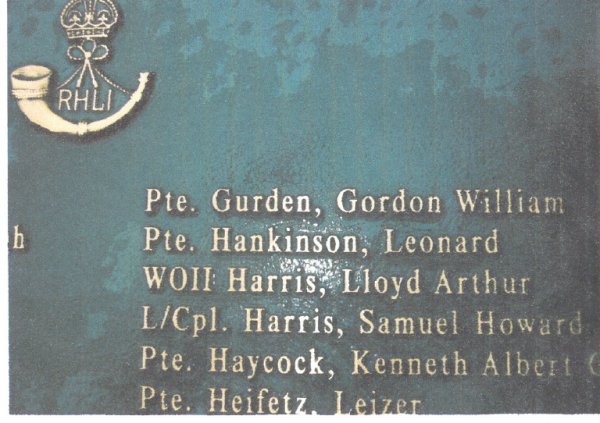 RHLI
Pte. Gurden, Gordon William
h
Pte. Hankinson, Leonard
WOII Harris, Lloyd Arthur
L/Cpl. Harris, Samuel Howard
Pte. Haycock, Kenneth Albert
Pte. Heifetz, Leizer